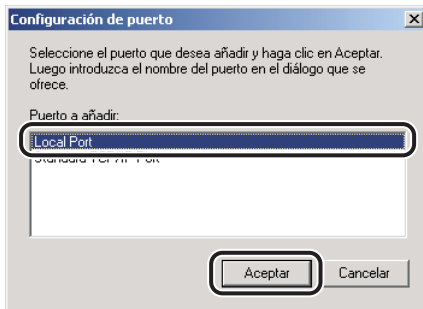 Configuración de puerto
Seleccione el puerto que desea añadir y haga clic en Aceptar.
Luego introduzca el nombre del puerto en el diálogo que se
ofrece.
Puerto a añadir:
Local Port
Standard TCP/IP Port
Aceptar
Cancelar